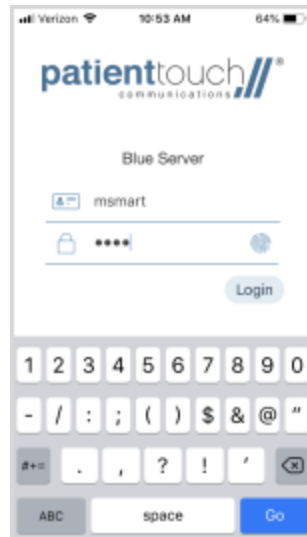 Verizon 10:53 AM 64%
patienttouch®
communications
Blue Server
msmart
••••
Login
1 2 3 4 5 6 7 8 9 0
- / : ; ( ) $ & @ "
#+= . , ? ! '
ABC space Go